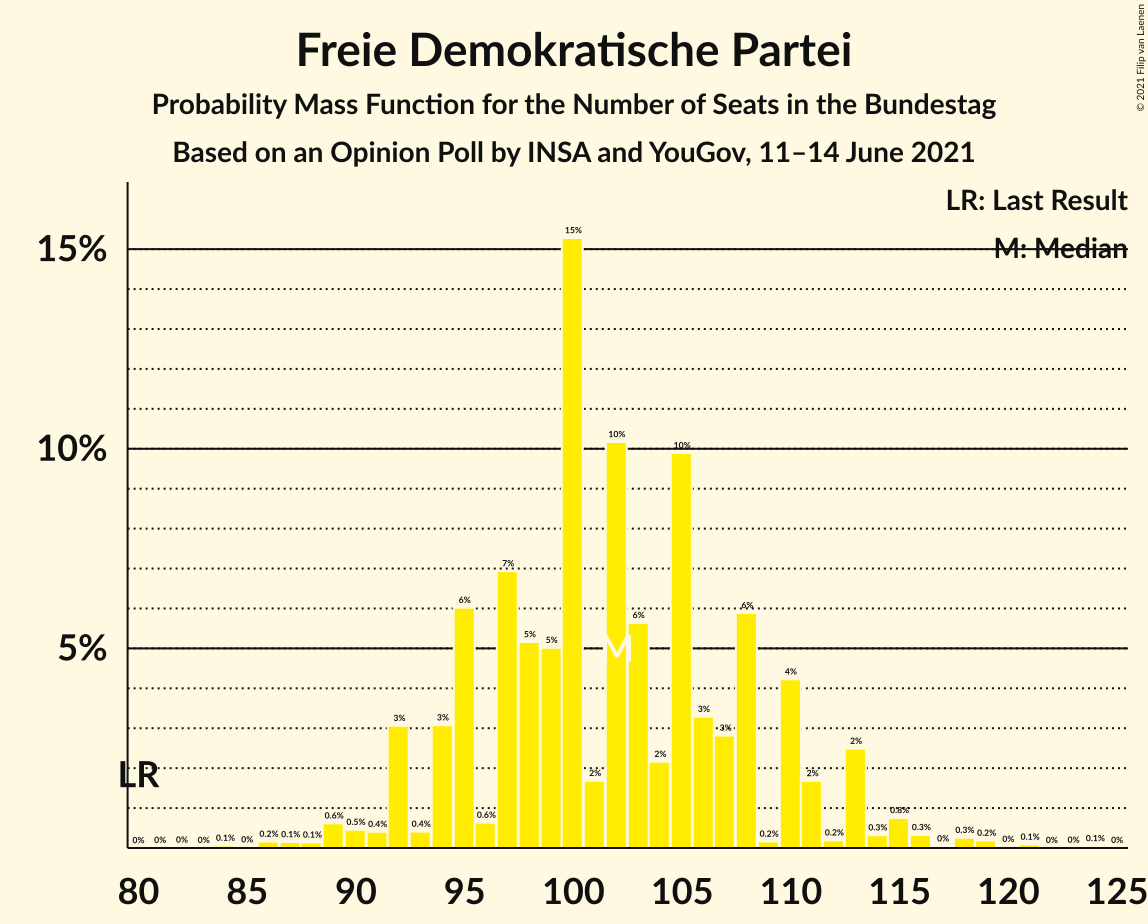 Freie Demokratische Partei
Probability Mass Function for the Number of Seats in the Bundestag
Based on an Opinion Poll by INSA and YouGov, 11–14 June 2021
© 2021 Filip van Laenen
LR: Last Result
M: Median
15%
10%
5%
LR
M
0% 0% 0% 0% 0.1% 0% 0.2% 0.1% 0.1% 0.6% 0.5% 0.4% 3% 0.4% 3% 6% 0.6% 7% 5% 5% 15% 2% 10% 6% 2% 10% 3% 3% 6% 0.2% 4% 2% 0.2% 2% 0.3% 0.8% 0.3% 0% 0.3% 0.2% 0% 0.1% 0% 0% 0.1% 0%
80 85 90 95 100 105 110 115 120 125